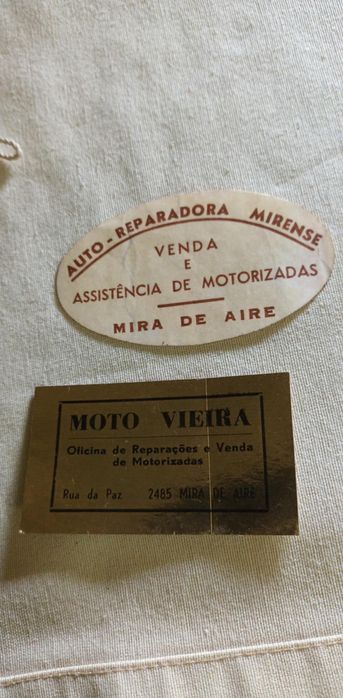 AUTO-REPARADORA MIRENSE
VENDA
E
ASSISTÊNCIA DE MOTORIZADAS
MIRA DE AIRE
MOTO VIEIRA
Oficina de Reparações e Venda
de Motorizadas
Rua da Paz 2485 MIRA DE AIRE